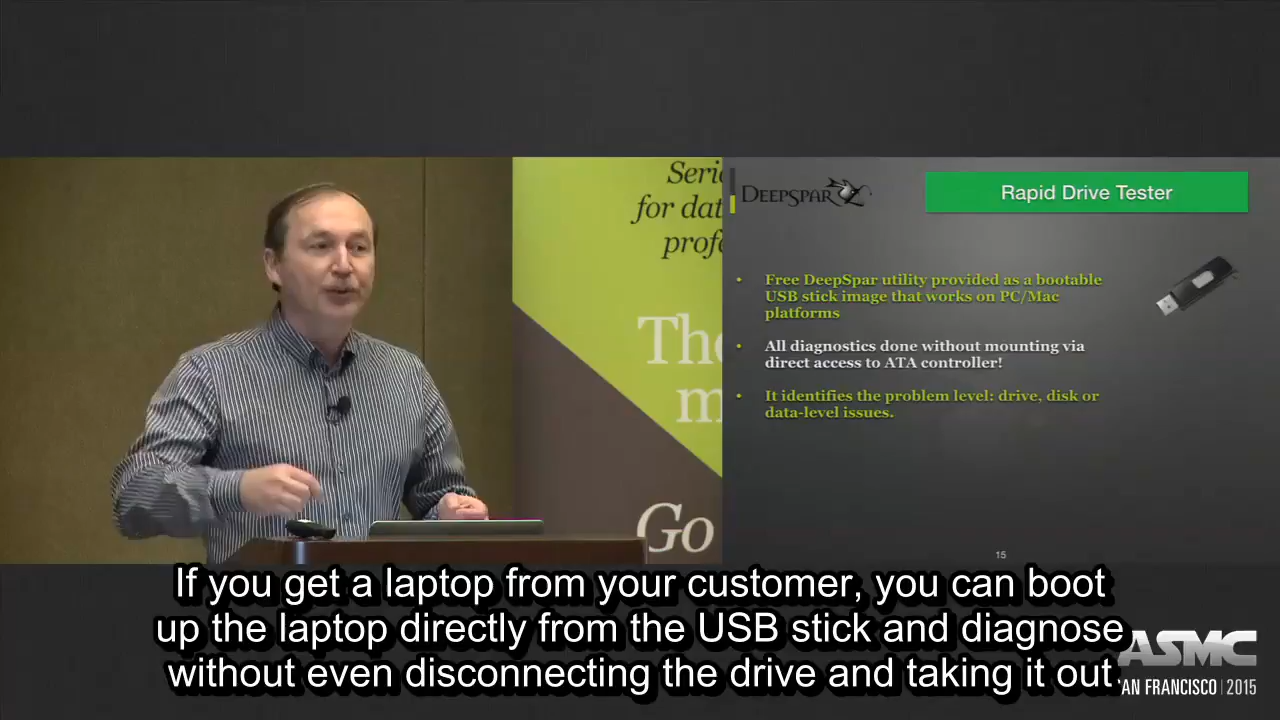 Serie
for dat
profe
The
m
Go
DEEPSPAR
Rapid Drive Tester
• Free DeepSpar utility provided as a bootable
USB stick image that works on PC/Mac
platforms
• All diagnostics done without mounting via
direct access to ATA controller!
• It identifies the problem level: drive, disk or
data-level issues.
15
If you get a laptop from your customer, you can boot
up the laptop directly from the USB stick and diagnose
without even disconnecting the drive and taking it out.
ASMC
AN FRANCISCO | 2015